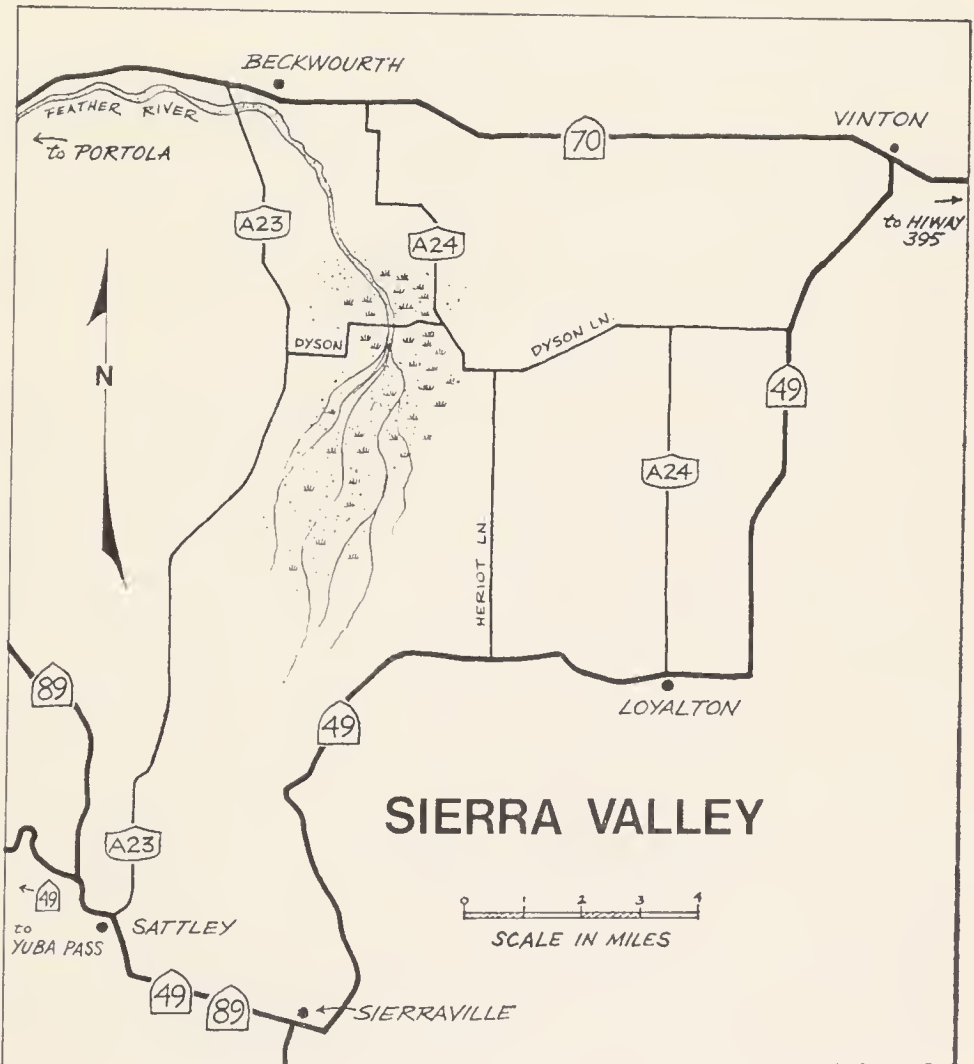 BECKWOURTH
FEATHER RIVER
VINTON
70
← to PORTOLA
A23
A24
→
to HIWAY
395
N
DYSON
DYSON LN.
49
A24
HERIOT LN.
89
49
LOYALTON
SIERRA VALLEY
A23
0 1 2 3 4
SCALE IN MILES
← 49
to
YUBA PASS
SATTLEY
49
89
← SIERRAVILLE